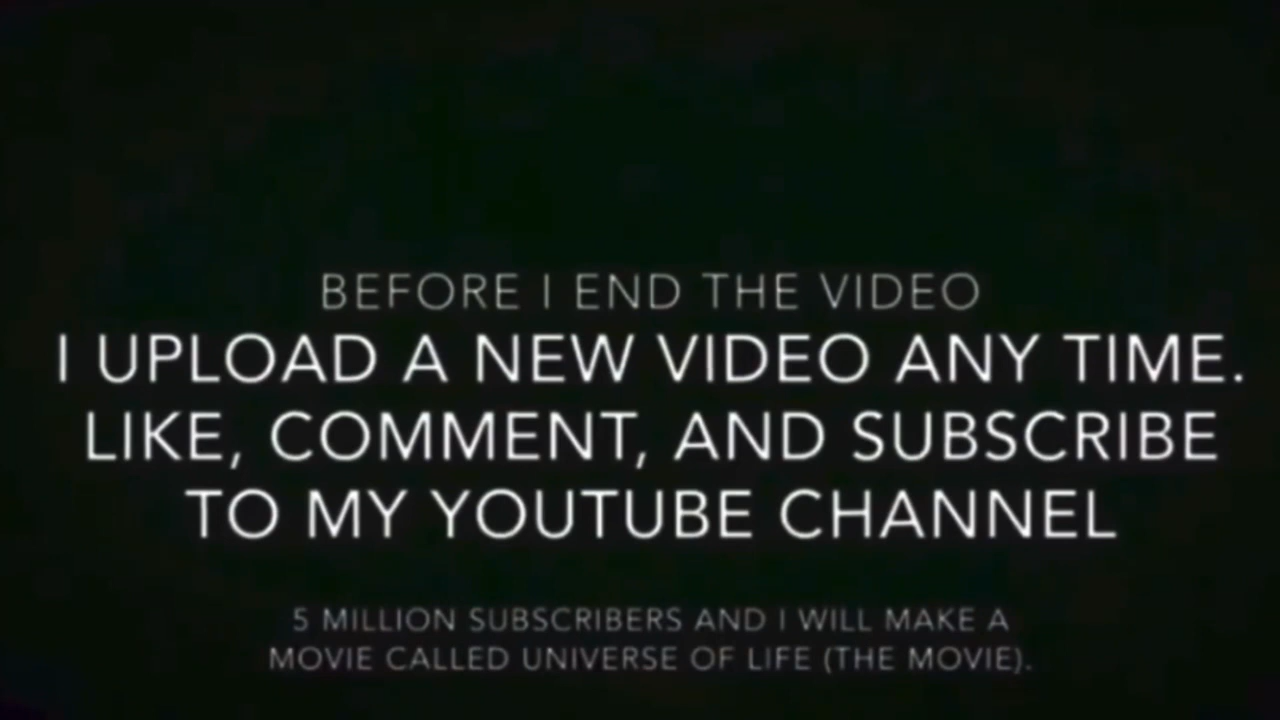 BEFORE I END THE VIDEO
I UPLOAD A NEW VIDEO ANY TIME.
LIKE, COMMENT, AND SUBSCRIBE
TO MY YOUTUBE CHANNEL
5 MILLION SUBSCRIBERS AND I WILL MAKE A
MOVIE CALLED UNIVERSE OF LIFE (THE MOVIE).